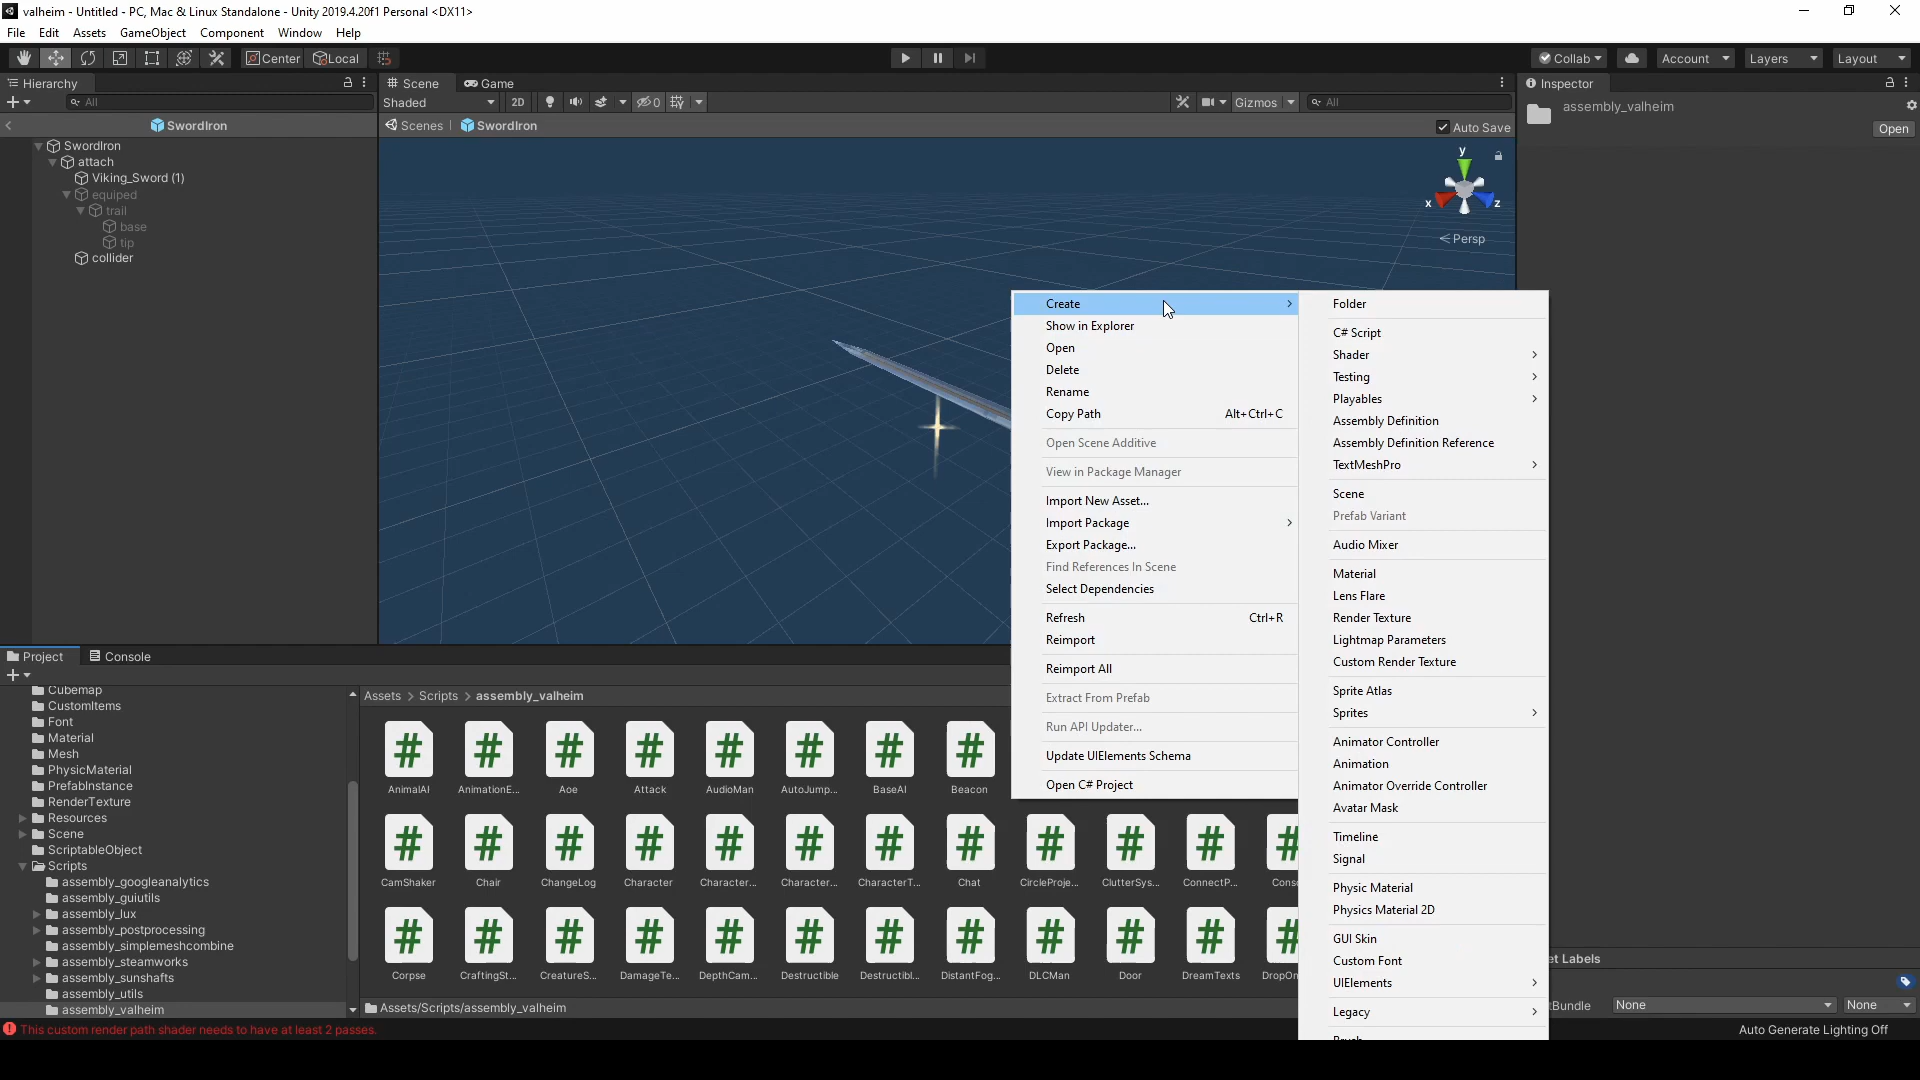 valheim - Untitled - PC, Mac & Linux Standalone - Unity 2019.4.20f1 Personal <DX11>
File Edit Assets GameObject Component Window Help
Center Local Collab Account Layers Layout
Hierarchy
All
SwordIron
SwordIron
attach
Viking_Sword (1)
equiped
trail
base
tip
collider
Scene Game
Shaded 2D 0 Gizmos All
Scenes SwordIron Auto Save
y
x
z
Persp
Inspector
assembly_valheim
Open
Create
Show in Explorer
Open
Delete
Rename
Copy Path Alt+Ctrl+C
Open Scene Additive
View in Package Manager
Import New Asset...
Import Package
Export Package...
Find References In Scene
Select Dependencies
Refresh Ctrl+R
Reimport
Reimport All
Extract From Prefab
Run API Updater...
Update UIElements Schema
Open C# Project
Folder
C# Script
Shader
Testing
Playables
Assembly Definition
Assembly Definition Reference
TextMeshPro
Scene
Prefab Variant
Audio Mixer
Material
Lens Flare
Render Texture
Lightmap Parameters
Custom Render Texture
Sprite Atlas
Sprites
Animator Controller
Animation
Animator Override Controller
Avatar Mask
Timeline
Signal
Physic Material
Physics Material 2D
GUI Skin
Custom Font
UIElements
Legacy
Project Console
Cubemap
CustomItems
Font
Material
Mesh
PhysicMaterial
PrefabInstance
RenderTexture
Resources
Scene
ScriptableObject
Scripts
assembly_googleanalytics
assembly_guiutils
assembly_lux
assembly_postprocessing
assembly_simplemeshcombine
assembly_steamworks
assembly_sunshafts
assembly_utils
assembly_valheim
Assets > Scripts > assembly_valheim
AnimalAI AnimationE... Aoe Attack AudioMan AutoJump... BaseAI Beacon
CamShaker Chair ChangeLog Character Character... Character... CharacterT... Chat CircleProje... ClutterSys... ConnectP... Conso
Corpse CraftingSt... CreatureS... DamageTe... DepthCam... Destructible Destructibl... DistantFog... DLCMan Door DreamTexts DropOn
Assets/Scripts/assembly_valheim
et Labels
tBundle None None
This custom render path shader needs to have at least 2 passes.
Auto Generate Lighting Off